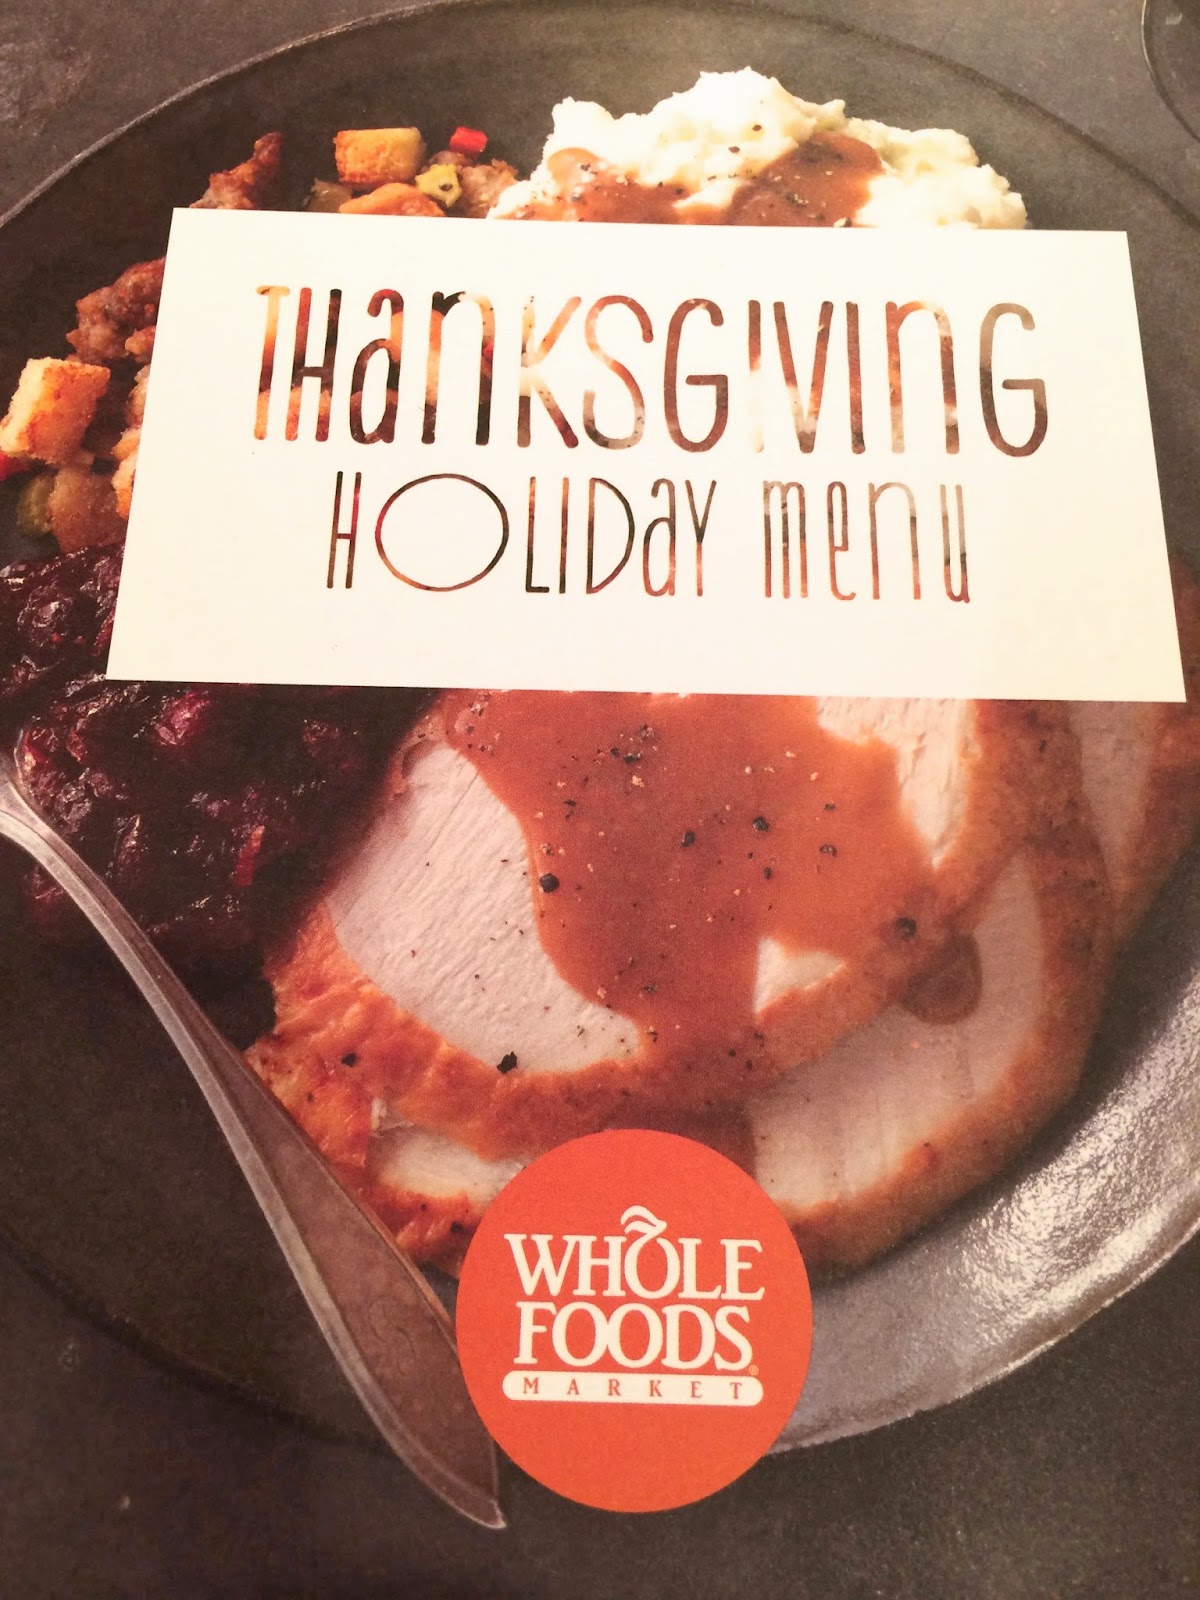 THanKSGIVInG
HOLIDaY menu
WHOLE
FOODS®
MARKET